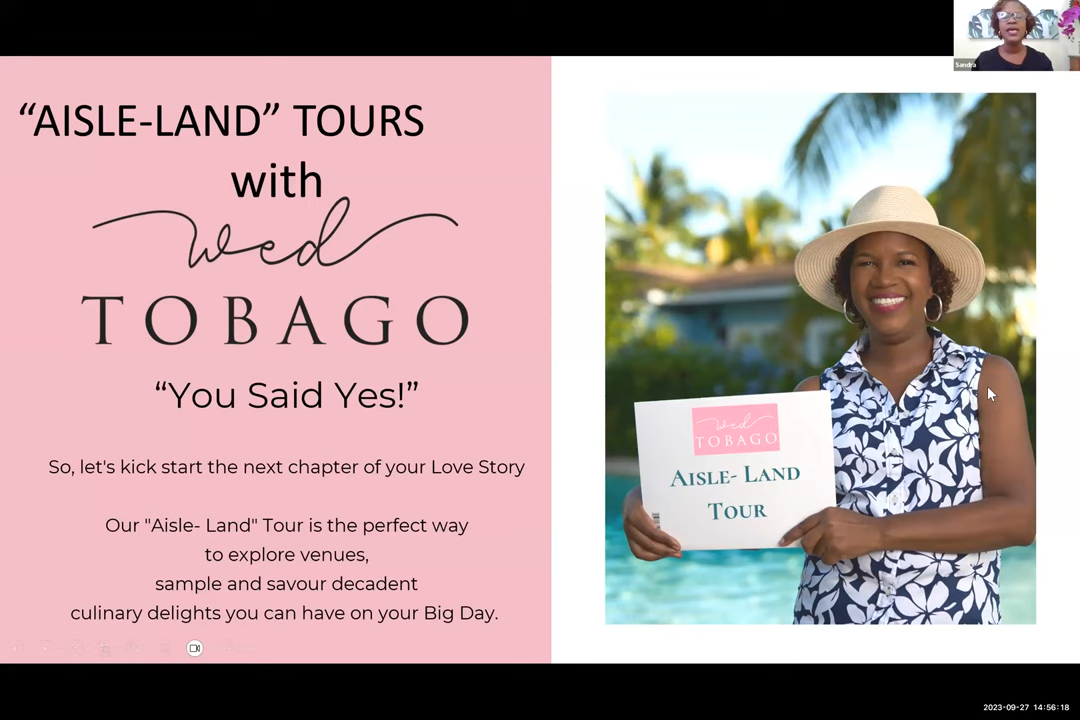 Sandra
“AISLE-LAND” TOURS
with
wed
TOBAGO
“You Said Yes!”
So, let's kick start the next chapter of your Love Story
Our "Aisle- Land" Tour is the perfect way
to explore venues,
sample and savour decadent
culinary delights you can have on your Big Day.
wed
TOBAGO
AISLE- LAND
TOUR
2023-09-27 14:56:18